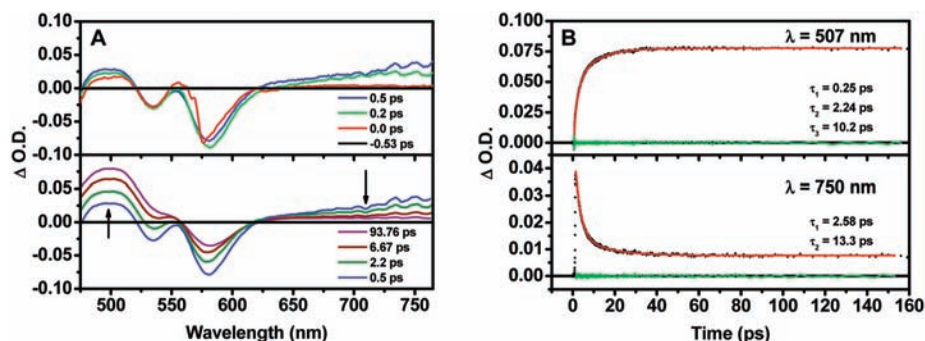 A
0.10
0.05
0.00
-0.05
-0.10
0.5 ps
0.2 ps
0.0 ps
-0.53 ps
0.05
0.00
-0.05
-0.10
93.76 ps
6.67 ps
2.2 ps
0.5 ps
500 550 600 650 700 750
Wavelength (nm)
Δ O.D.
B
λ = 507 nm
0.100
0.075
0.050
0.025
0.000
τ1 = 0.25 ps
τ2 = 2.24 ps
τ3 = 10.2 ps
λ = 750 nm
0.04
0.03
0.02
0.01
0.00
τ1 = 2.58 ps
τ2 = 13.3 ps
0 20 40 60 80 100 120 140 160
Time (ps)
Δ O.D.